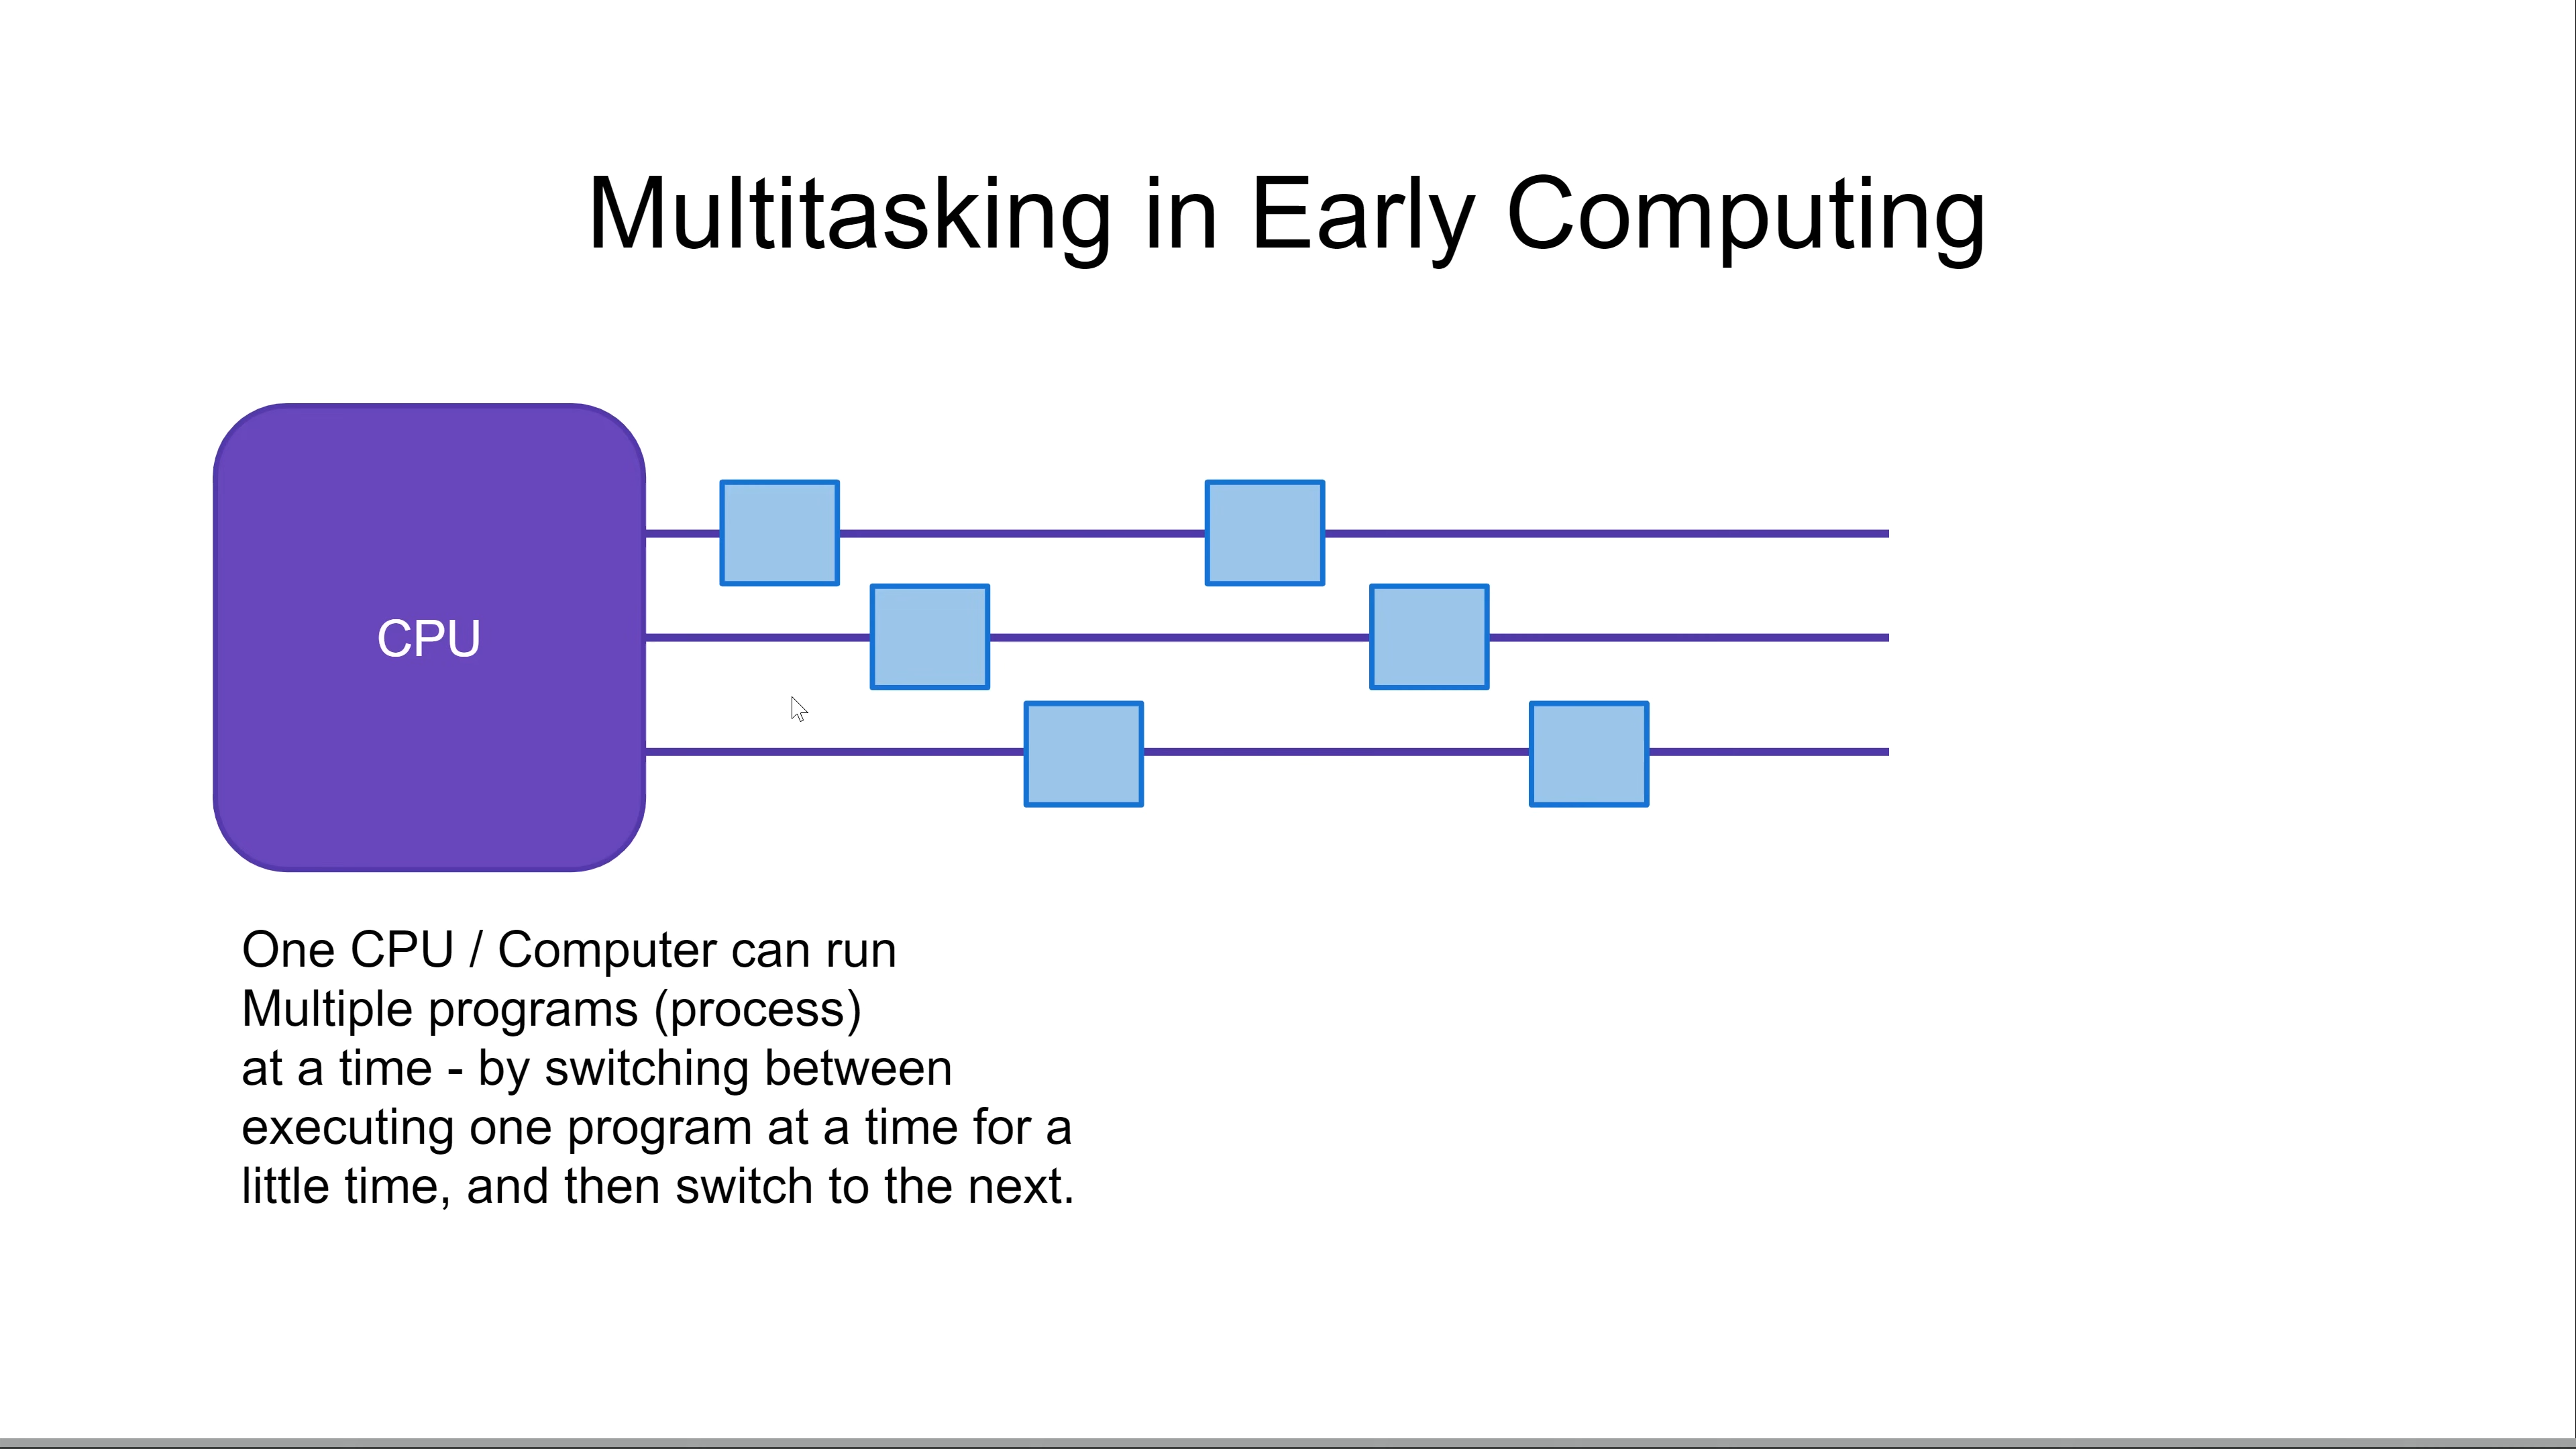 Multitasking in Early Computing
CPU
One CPU / Computer can run
Multiple programs (process)
at a time - by switching between
executing one program at a time for a
little time, and then switch to the next.